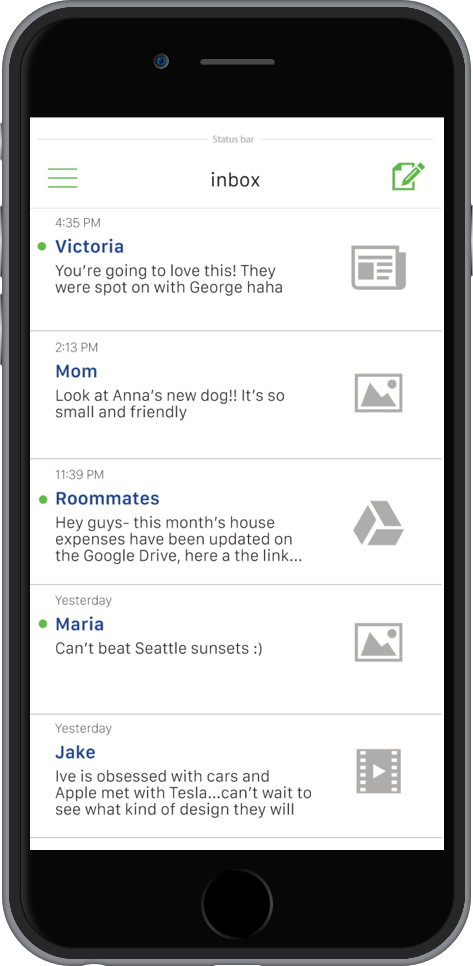 Status bar
inbox
4:35 PM
Victoria
You're going to love this! They
were spot on with George haha
2:13 PM
Mom
Look at Anna's new dog!! It's so
small and friendly
11:39 PM
Roommates
Hey guys- this month's house
expenses have been updated on
the Google Drive, here a the link...
Yesterday
Maria
Can't beat Seattle sunsets :)
Yesterday
Jake
Ive is obsessed with cars and
Apple met with Tesla...can't wait to
see what kind of design they will